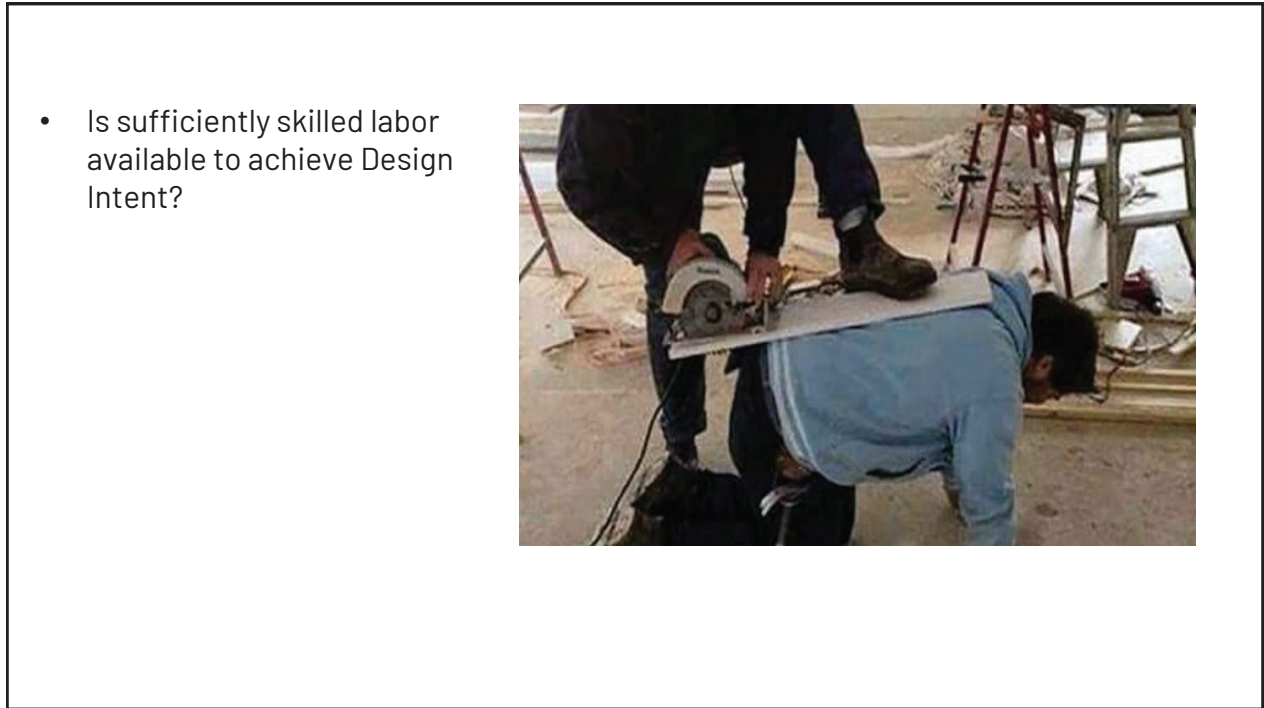 • Is sufficiently skilled labor
available to achieve Design
Intent?